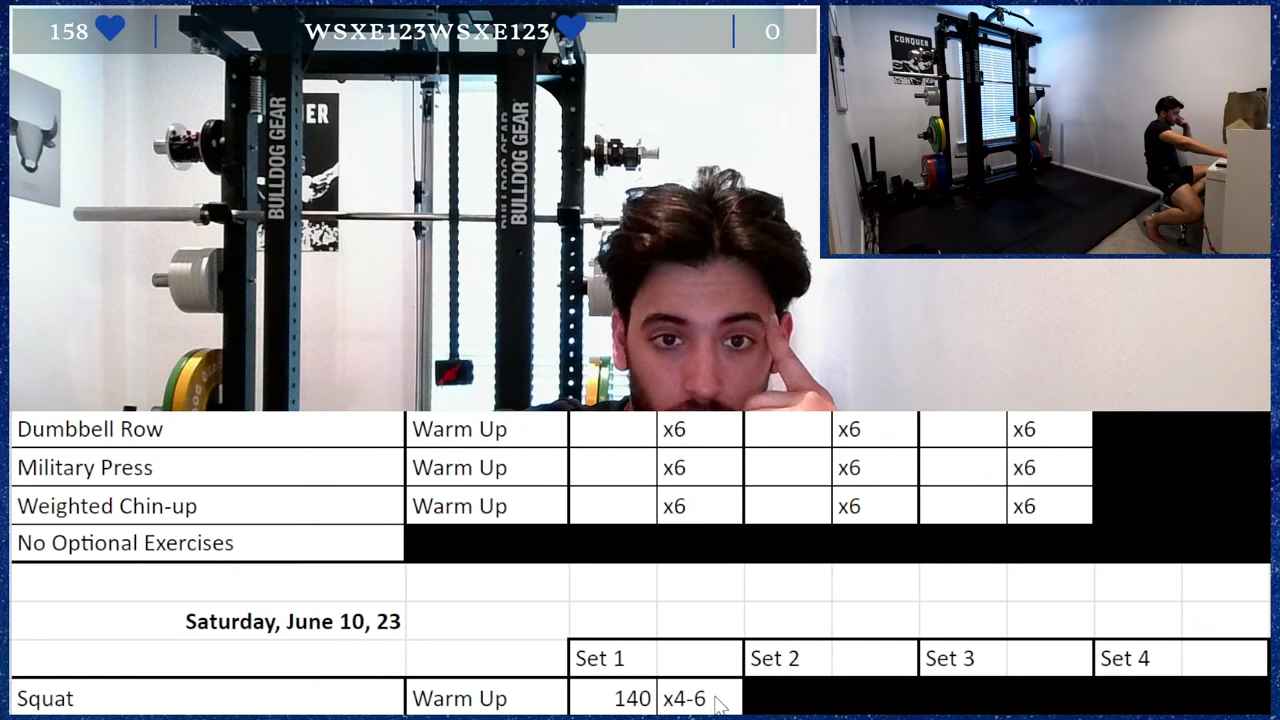 158 WSXE123WSXE123 0
CONQUER
BULLDOG GEAR
BULLDOG GEAR
BULLDOG GEAR
Dumbbell Row Warm Up x6 x6 x6
Military Press Warm Up x6 x6 x6
Weighted Chin-up Warm Up x6 x6 x6
No Optional Exercises
Saturday, June 10, 23
Set 1 Set 2 Set 3 Set 4
Squat Warm Up 140 x4-6